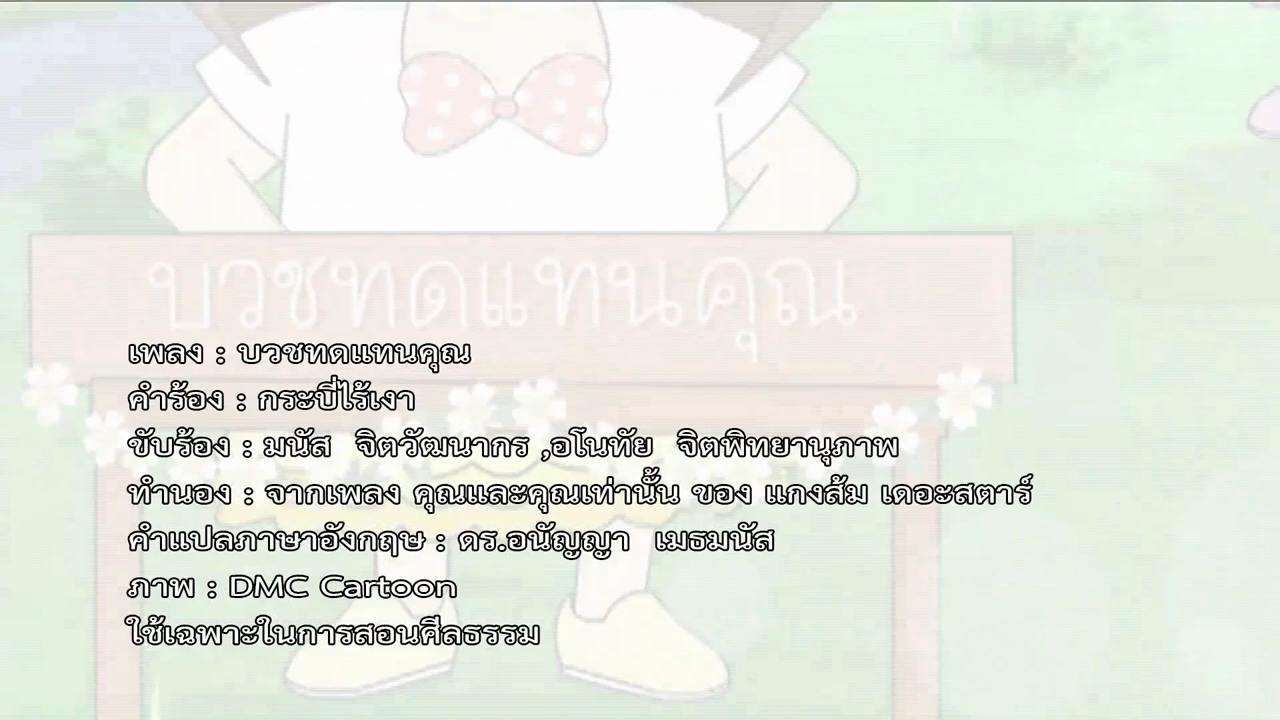 บวชทดแทนคุณ
เพลง : บวชทดแทนคุณ
คำร้อง : กระบี่ไร้เงา
ขับร้อง : มนัส จิตวัฒนากร ,อโนทัย จิตพิทยานุภาพ
ทำนอง : จากเพลง คุณและคุณเท่านั้น ของ แกงส้ม เดอะสตาร์
คำแปลภาษาอังกฤษ : ดร.อนัญญา เมธมนัส
ภาพ : DMC Cartoon
ใช้เฉพาะในการสอนศีลธรรม